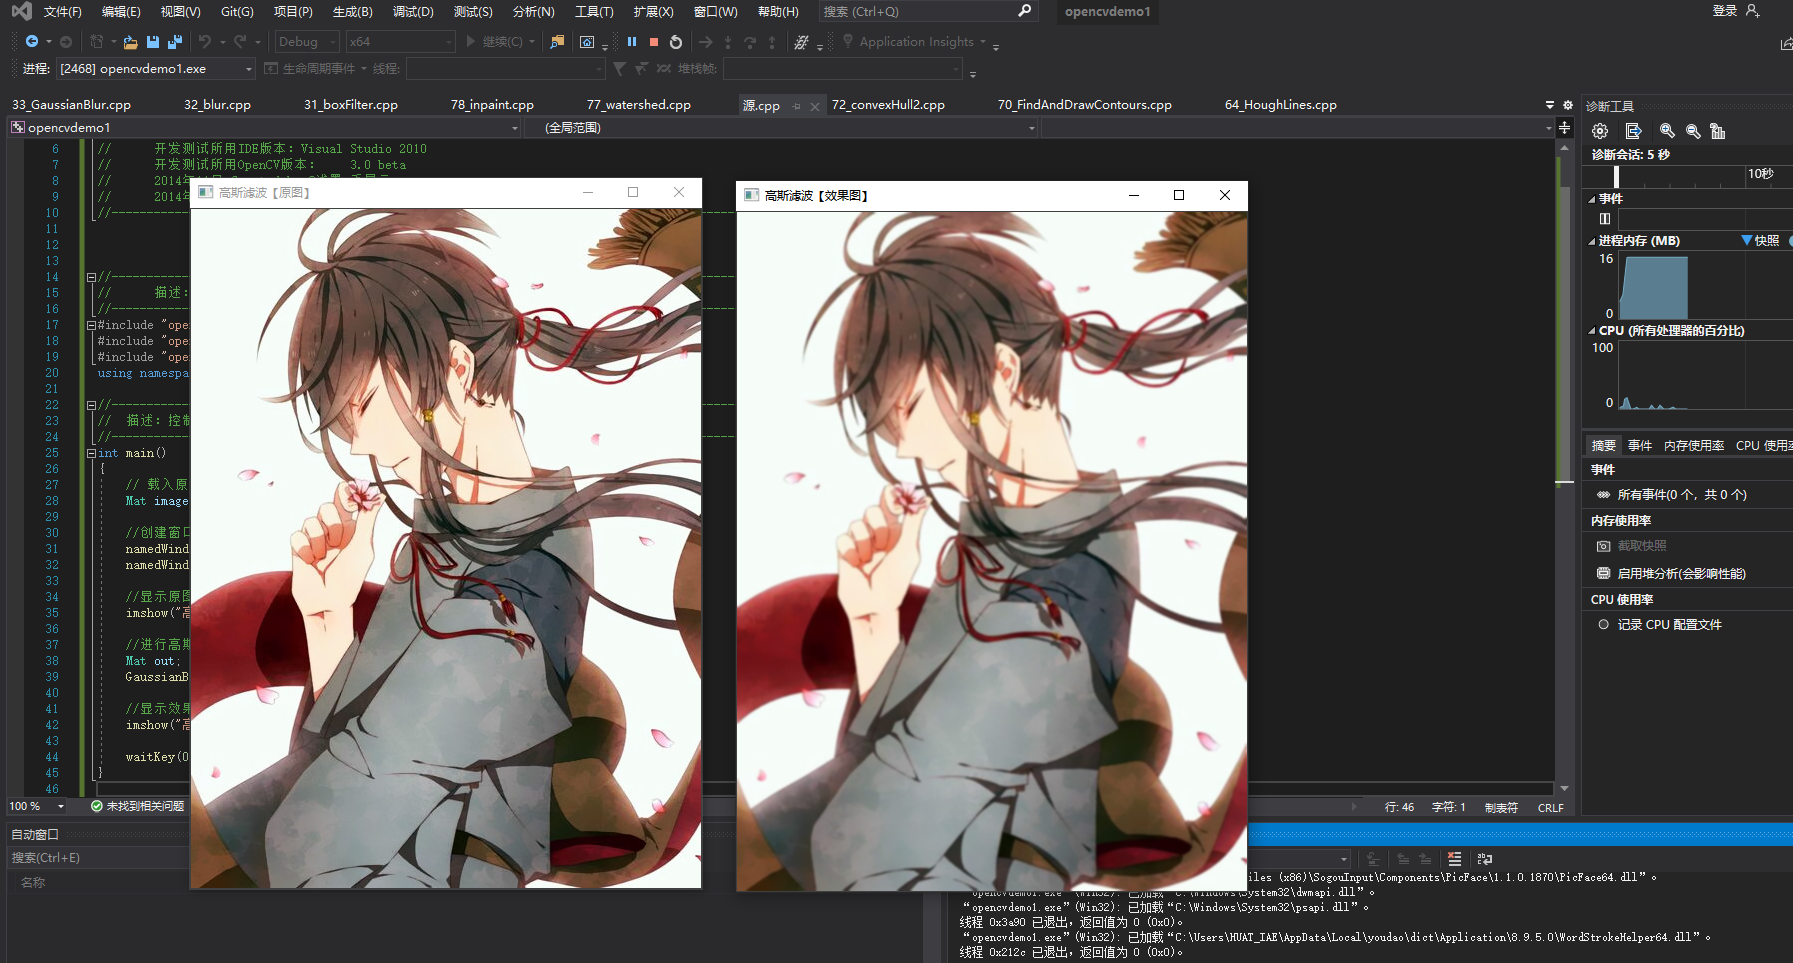 文件(F) 编辑(E) 视图(V) Git(G) 项目(P) 生成(B) 调试(D) 测试(S) 分析(N) 工具(T) 扩展(X) 窗口(W) 帮助(H) 搜索 (Ctrl+Q) opencvdemo1 登录
Debug x64 继续(C) Application Insights
进程: [2468] opencvdemo1.exe 生命周期事件 线程: 堆栈帧:
33_GaussianBlur.cpp 32_blur.cpp 31_boxFilter.cpp 78_inpaint.cpp 77_watershed.cpp 源.cpp 72_convexHull2.cpp 70_FindAndDrawContours.cpp 64_HoughLines.cpp
opencvdemo1 (全局范围)
6 // 开发测试所用IDE版本: Visual Studio 2010
7 // 开发测试所用OpenCV版本: 3.0 beta
8 // 2014年
9 // 2014年
10 //----------
11
12
13
14 //----------
15 // 描述:
16 //----------
17 #include "ope
18 #include "ope
19 #include "ope
20 using namespa
21
22 //----------
23 // 描述: 控制
24 //----------
25 int main()
26 {
27 // 载入原
28 Mat image
29
30 //创建窗口
31 namedWind
32 namedWind
33
34 //显示原图
35 imshow("高
36
37 //进行高斯
38 Mat out;
39 GaussianB
40
41 //显示效果
42 imshow("高
43
44 waitKey(0
45 }
46
高斯滤波【原图】
高斯滤波【效果图】
100 % 未找到相关问题 行: 46 字符: 1 制表符 CRLF
诊断工具
诊断会话: 5 秒
10秒
事件
进程内存 (MB) 快照
16
0
CPU (所有处理器的百分比)
100
0
摘要 事件 内存使用率 CPU 使用率
事件
所有事件(0 个，共 0 个)
内存使用率
截取快照
启用堆分析(会影响性能)
CPU 使用率
记录 CPU 配置文件
自动窗口
搜索(Ctrl+E)
名称
iles (x86)\SogouInput\Components\PicFace\1.1.0.1870\PicFace64.dll”。
“opencvdemo1.exe” (Win32): 已加载“C:\Windows\System32\dwmapi.dll”。
“opencvdemo1.exe” (Win32): 已加载“C:\Windows\System32\psapi.dll”。
线程 0x3a90 已退出，返回值为 0 (0x0)。
“opencvdemo1.exe” (Win32): 已加载“C:\Users\HUAT_IAE\AppData\Local\youdao\dict\Application\8.9.5.0\WordStrokeHelper64.dll”。
线程 0x212c 已退出，返回值为 0 (0x0)。